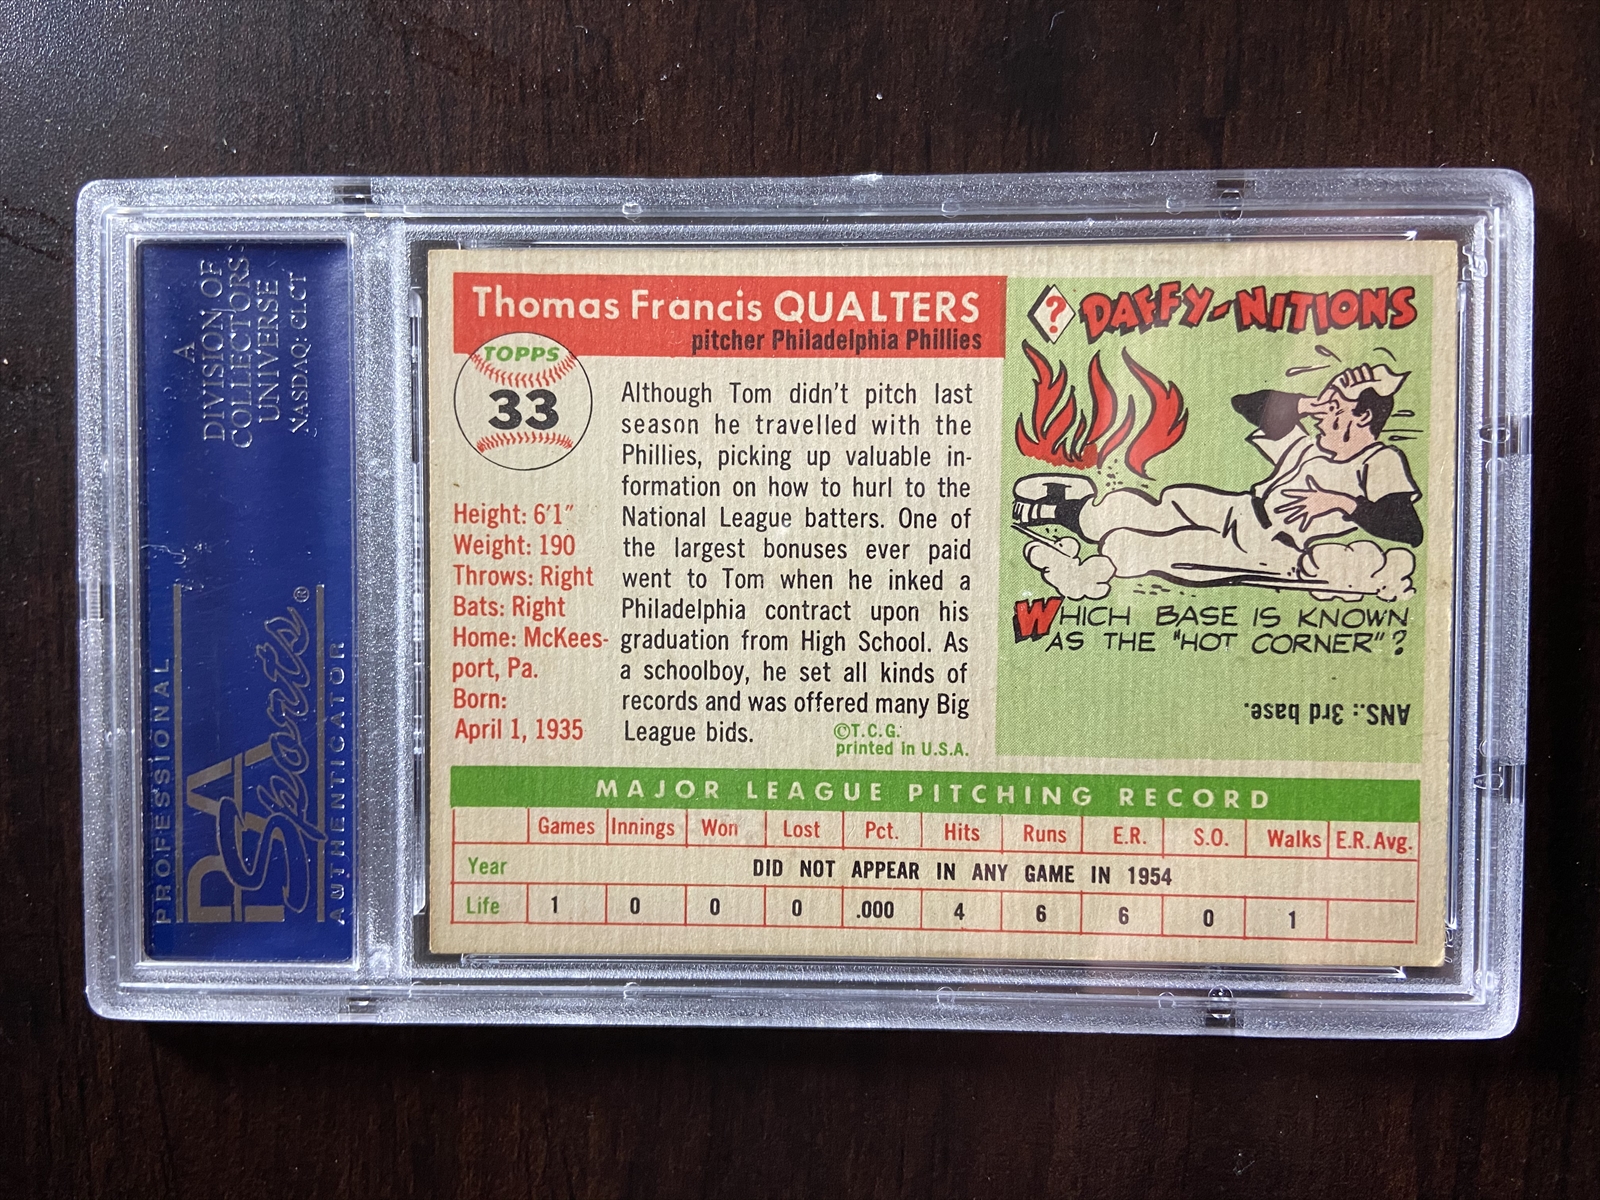 A
DIVISION OF
COLLECTORS
UNIVERSE
NASDAQ: CLCT
PROFESSIONAL
PSA
Sports®
AUTHENTICATOR
Thomas Francis QUALTERS
pitcher Philadelphia Phillies
TOPPS
33
Height: 6'1"
Weight: 190
Throws: Right
Bats: Right
Home: McKees-
port, Pa.
Born:
April 1, 1935
Although Tom didn't pitch last
season he travelled with the
Phillies, picking up valuable in-
formation on how to hurl to the
National League batters. One of
the largest bonuses ever paid
went to Tom when he inked a
Philadelphia contract upon his
graduation from High School. As
a schoolboy, he set all kinds of
records and was offered many Big
League bids.
©T.C.G.
printed in U.S.A.
? DAFFY-NITIONS
WHICH BASE IS KNOWN
AS THE "HOT CORNER"?
ANS.: 3rd base.
MAJOR LEAGUE PITCHING RECORD
Games Innings Won Lost Pct. Hits Runs E.R. S.O. Walks E.R. Avg.
Year DID NOT APPEAR IN ANY GAME IN 1954
Life 1 0 0 0 .000 4 6 6 0 1